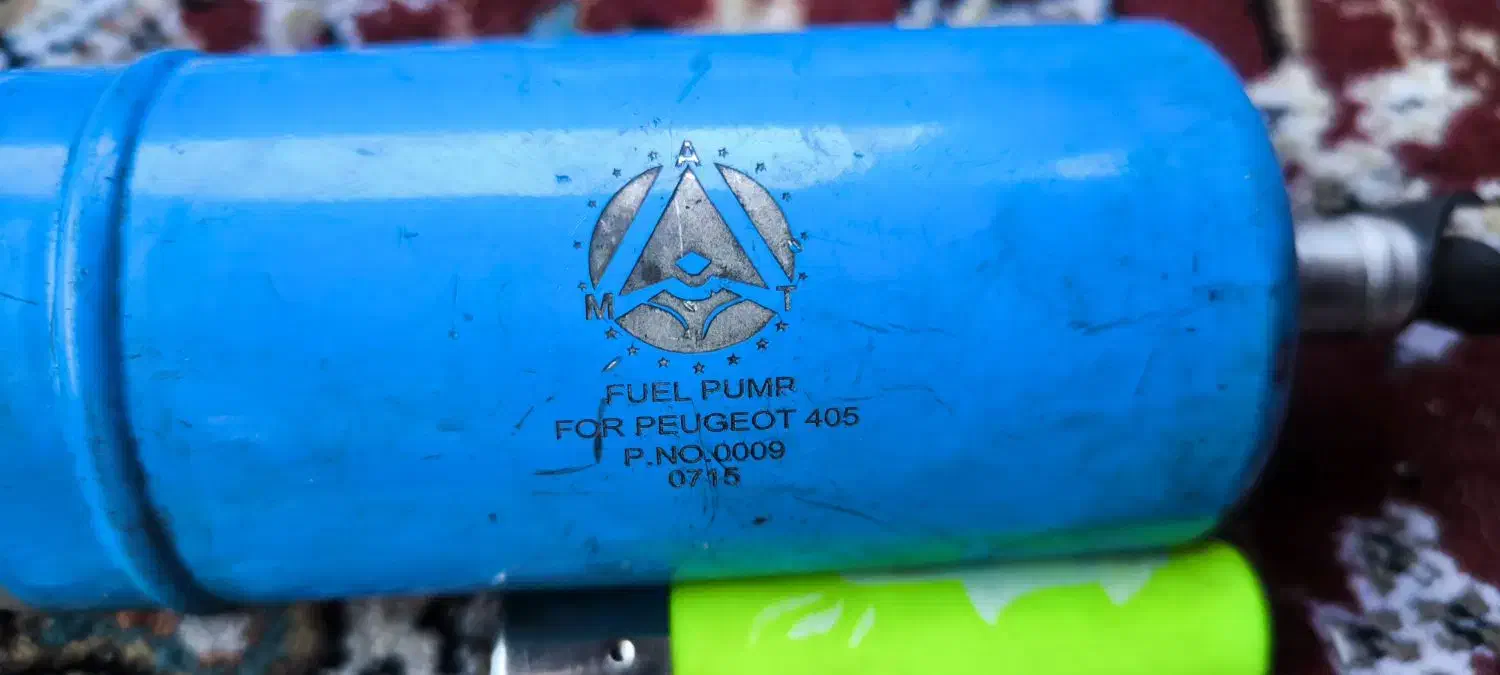 A
M T
FUEL PUMP
FOR PEUGEOT 405
P.NO.0009
0715